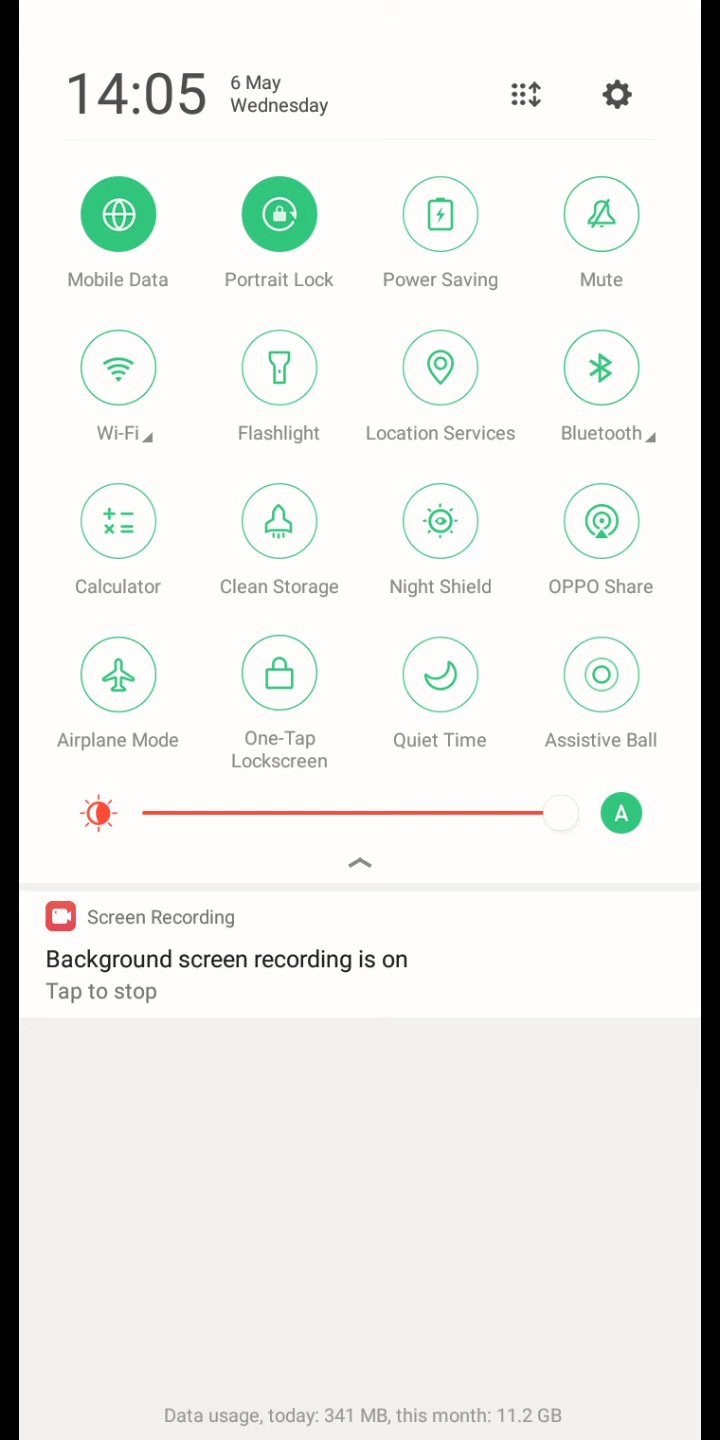 14:05
6 May
Wednesday
Mobile Data
Portrait Lock
Power Saving
Mute
Wi-Fi
Flashlight
Location Services
Bluetooth
Calculator
Clean Storage
Night Shield
OPPO Share
Airplane Mode
One-Tap
Lockscreen
Quiet Time
Assistive Ball
A
Screen Recording
Background screen recording is on
Tap to stop
Data usage, today: 341 MB, this month: 11.2 GB